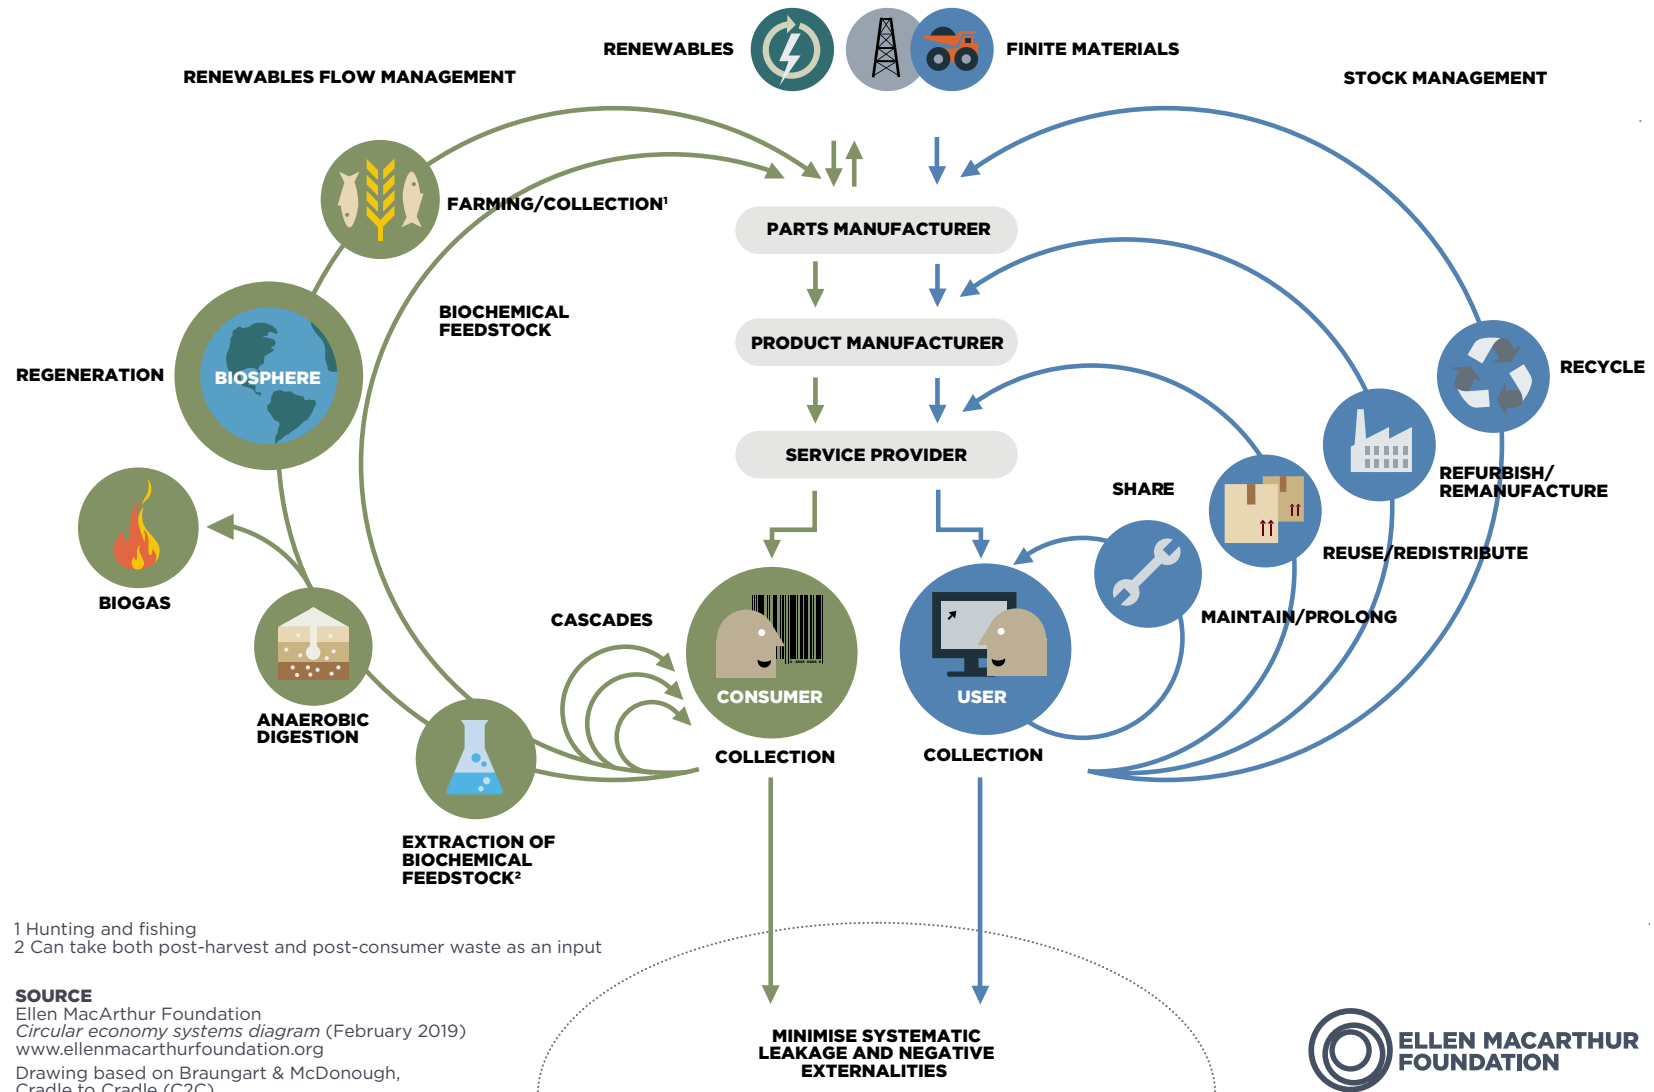 RENEWABLES
FINITE MATERIALS
RENEWABLES FLOW MANAGEMENT
STOCK MANAGEMENT
FARMING/COLLECTION¹
PARTS MANUFACTURER
BIOCHEMICAL
FEEDSTOCK
PRODUCT MANUFACTURER
REGENERATION
BIOSPHERE
RECYCLE
SERVICE PROVIDER
SHARE
REFURBISH/
REMANUFACTURE
REUSE/REDISTRIBUTE
BIOGAS
CASCADES
MAINTAIN/PROLONG
CONSUMER
USER
ANAEROBIC
DIGESTION
COLLECTION
COLLECTION
EXTRACTION OF
BIOCHEMICAL
FEEDSTOCK²
1 Hunting and fishing
2 Can take both post-harvest and post-consumer waste as an input
SOURCE
Ellen MacArthur Foundation
Circular economy systems diagram (February 2019)
www.ellenmacarthurfoundation.org
Drawing based on Braungart & McDonough,
Cradle to Cradle (C2C)
MINIMISE SYSTEMATIC
LEAKAGE AND NEGATIVE
EXTERNALITIES
ELLEN MACARTHUR
FOUNDATION